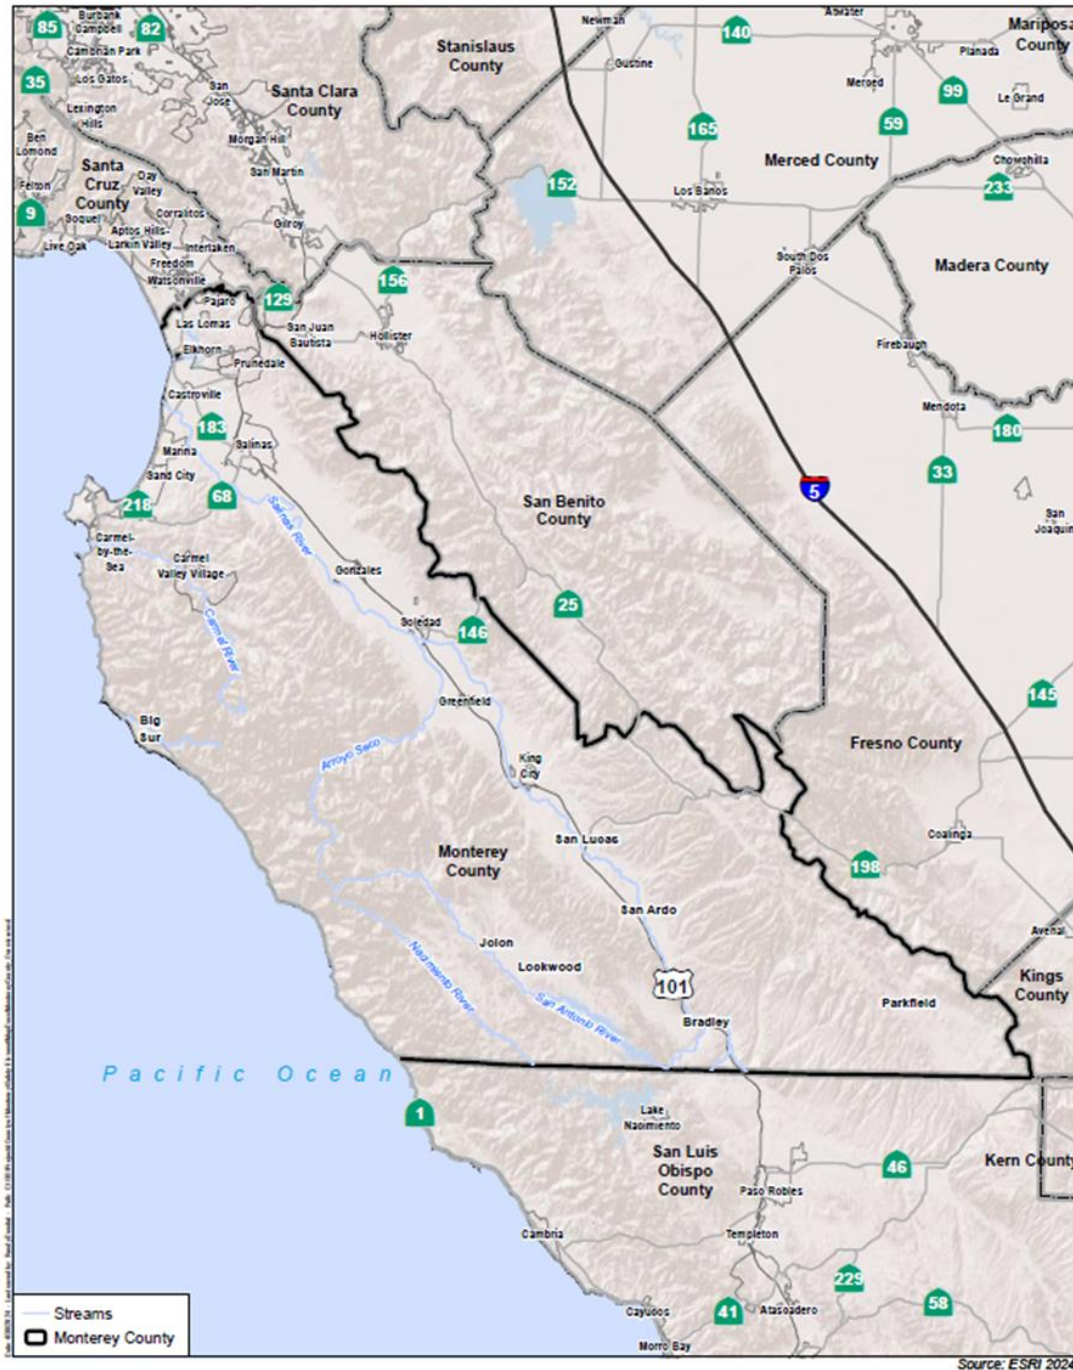 85
Burbank
Campbell
82
Cambrian Park
Los Gatos
35
Lexington
Hills
San
Jose
Santa Clara
County
Stanislaus
County
Newman
Gustine
140
Atwater
Merced
Planada
Mariposa
County
99
Le Grand
59
165
Merced County
Chowchilla
233
Ben
Lomond
Felton
9
Santa
Cruz
County
Day
Valley
Morgan Hill
San Martin
Soquel
Corralitos
Live Oak
Aptos Hills-
Larkin Valley
Interlaken
Gilroy
152
Los Banos
Freedom
Watsonville
Pajaro
129
156
South Dos
Palos
Madera County
Las Lomas
San Juan
Bautista
Hollister
Elkhorn
Prunedale
Firebaugh
Castroville
183
Marina
Salinas
Mendota
180
33
Sand City
218
68
Salinas River
San Benito
County
5
San
Joaquin
Carmel-
by-the-
Sea
Carmel
Valley Village
Carmel River
Gonzales
Soledad
146
25
Greenfield
145
Big
Sur
Arroyo Seco
King
City
Fresno County
San Lucas
Coalinga
Monterey
County
198
San Ardo
Avenal
Jolon
Lockwood
Nacimiento River
San Antonio River
101
Bradley
Parkfield
Kings
County
Pacific Ocean
1
Lake
Nacimiento
San Luis
Obispo
County
46
Kern County
Paso Robles
Cambria
Templeton
229
58
41
Atascadero
Cayucos
Morro Bay
Streams
Monterey County
Source: ESRI 2024